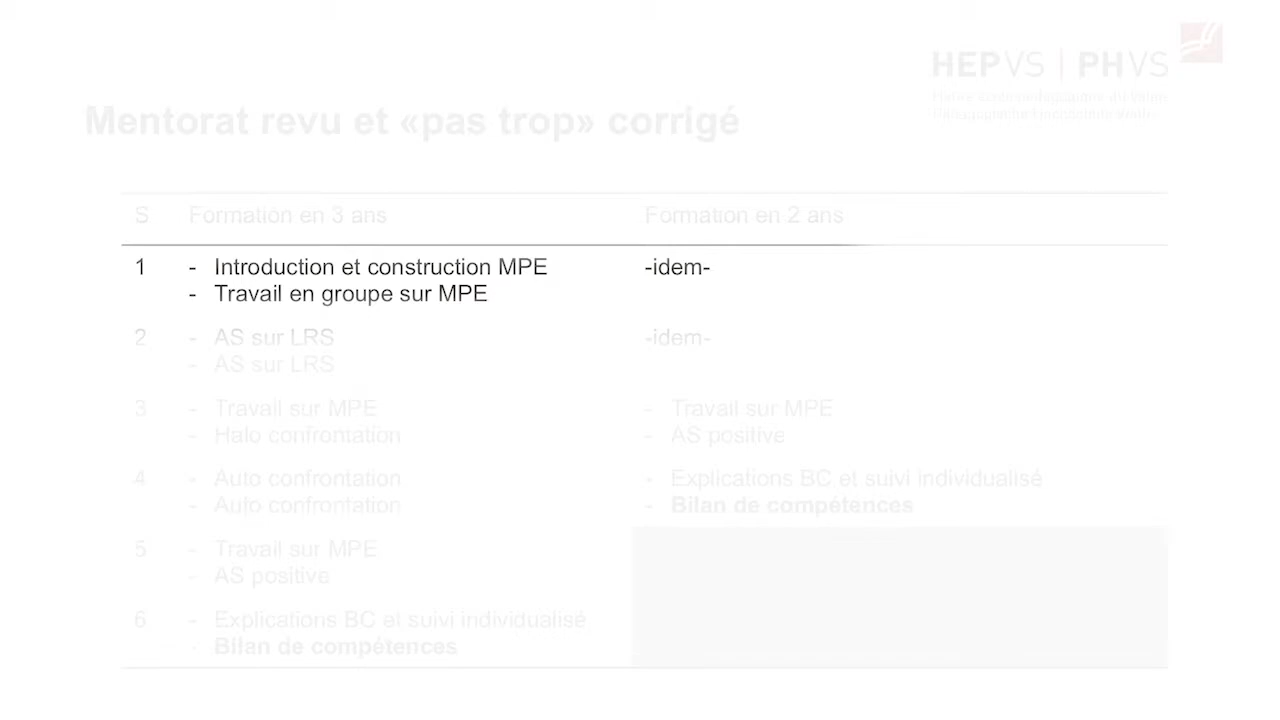 HEPVS | PHVS
Mentorat revu et «pas trop» corrigé
S Formation en 3 ans Formation en 2 ans
1 - Introduction et construction MPE -idem-
- Travail en groupe sur MPE
2 - AS sur LRS -idem-
- AS sur LRS
3 - Travail sur MPE - Travail sur MPE
- Halo confrontation - AS positive
4 - Auto confrontation - Explications BC et suivi individualisé
- Auto confrontation - Bilan de compétences
5 - Travail sur MPE
- AS positive
6 - Explications BC et suivi individualisé
- Bilan de compétences